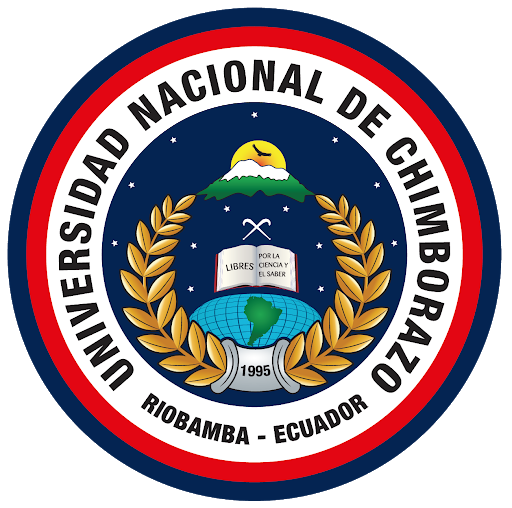 UNIVERSIDAD NACIONAL DE CHIMBORAZO
LIBRES
POR LA
CIENCIA Y
EL SABER
1995
RIOBAMBA - ECUADOR